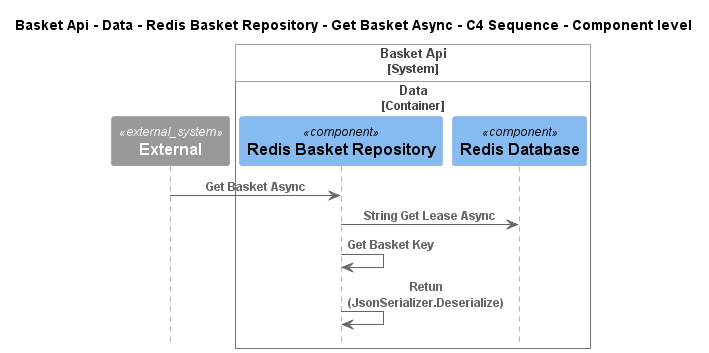 Basket Api - Data - Redis Basket Repository - Get Basket Async - C4 Sequence - Component level
Basket Api
[System]
Data
[Container]
«external_system»
External
«component»
Redis Basket Repository
«component»
Redis Database
Get Basket Async
String Get Lease Async
Get Basket Key
Retun
(JsonSerializer.Deserialize)